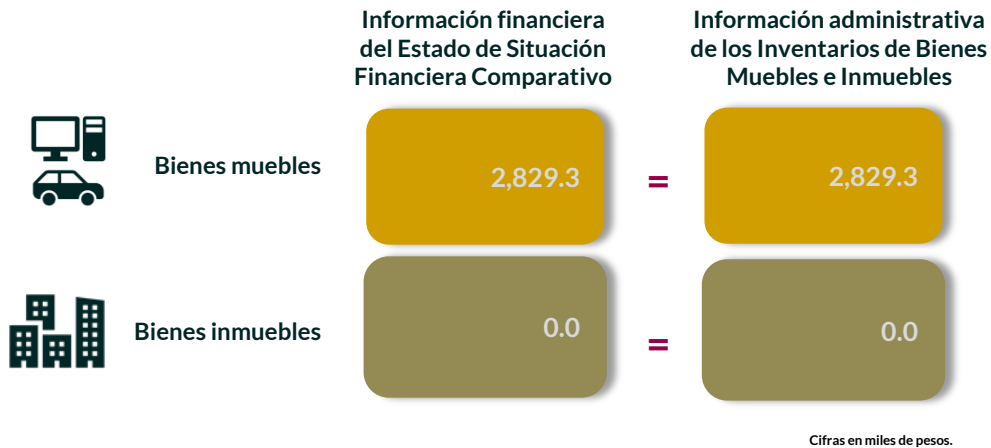 Información financiera
del Estado de Situación
Financiera Comparativo
Información administrativa
de los Inventarios de Bienes
Muebles e Inmuebles
Bienes muebles
2,829.3
=
2,829.3
Bienes inmuebles
0.0
=
0.0
Cifras en miles de pesos.